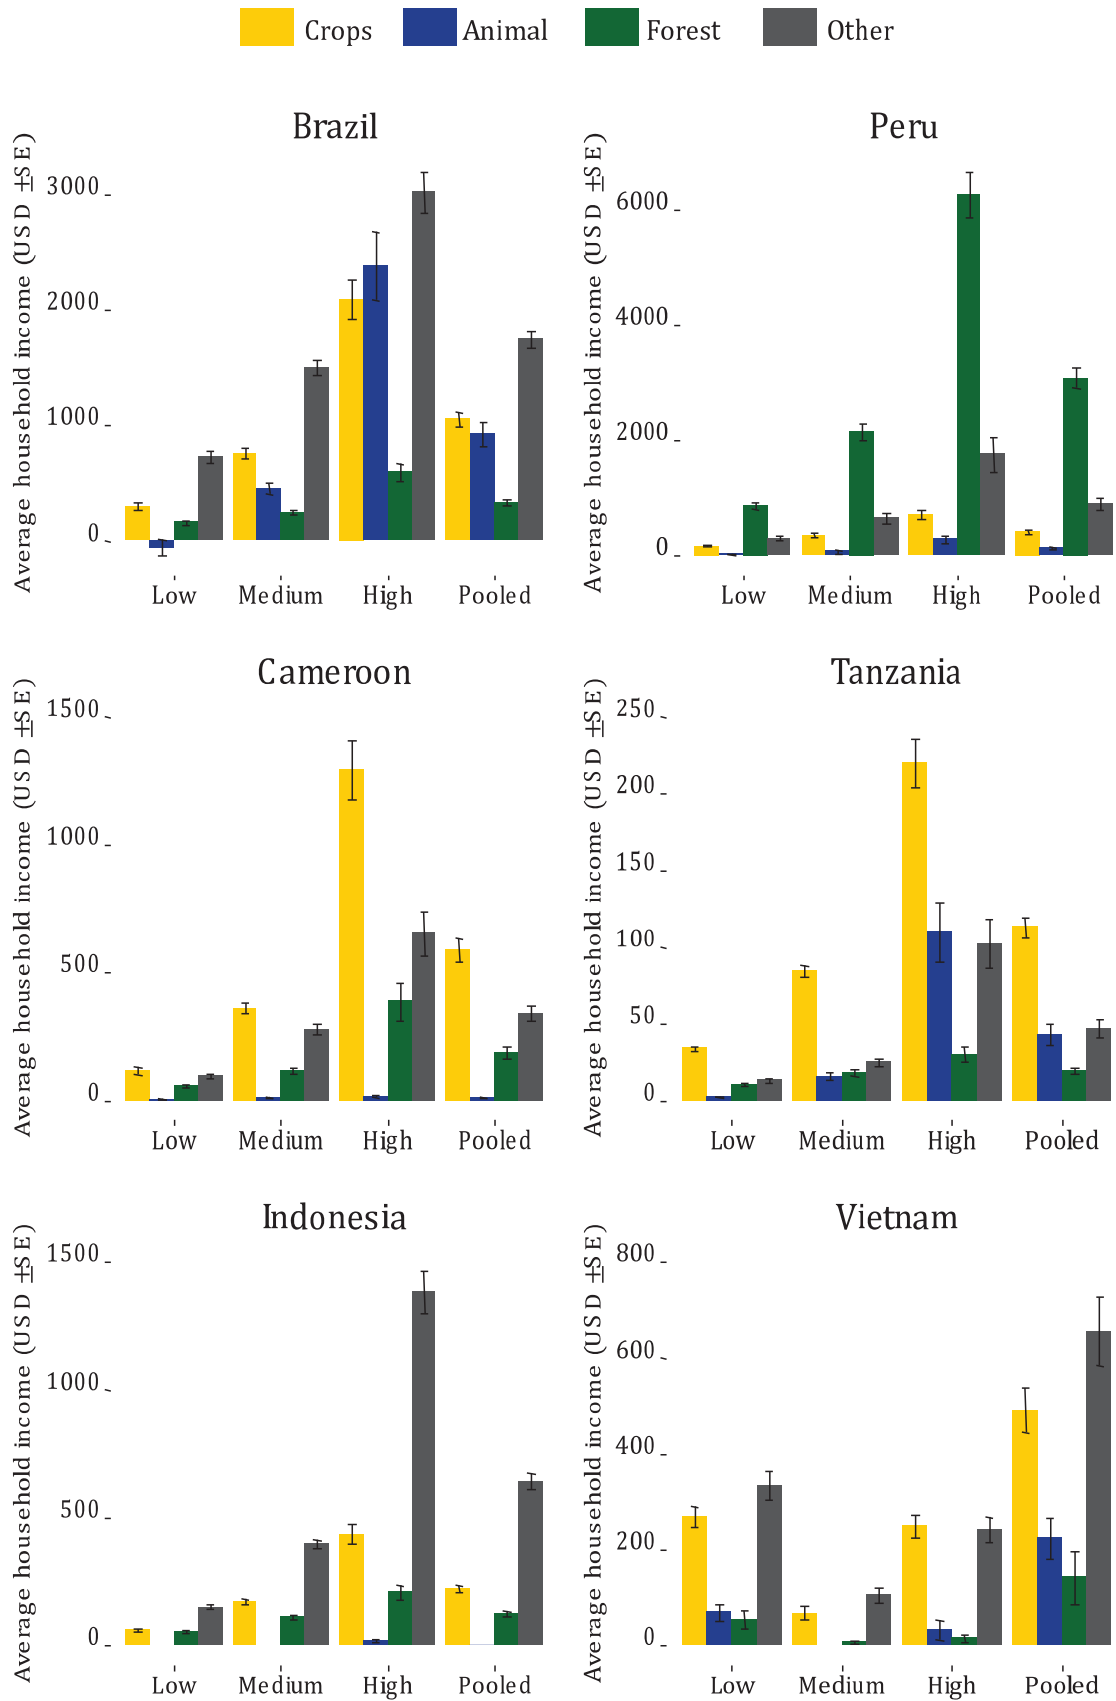 Crops Animal Forest Other
Brazil
Average household income (USD ±SE)
3000
2000
1000
0
Low Medium High Pooled
Peru
Average household income (USD ±SE)
6000
4000
2000
0
Low Medium High Pooled
Cameroon
Average household income (USD ±SE)
1500
1000
500
0
Low Medium High Pooled
Tanzania
Average household income (USD ±SE)
250
200
150
100
50
0
Low Medium High Pooled
Indonesia
Average household income (USD ±SE)
1500
1000
500
0
Low Medium High Pooled
Vietnam
Average household income (USD ±SE)
800
600
400
200
0
Low Medium High Pooled